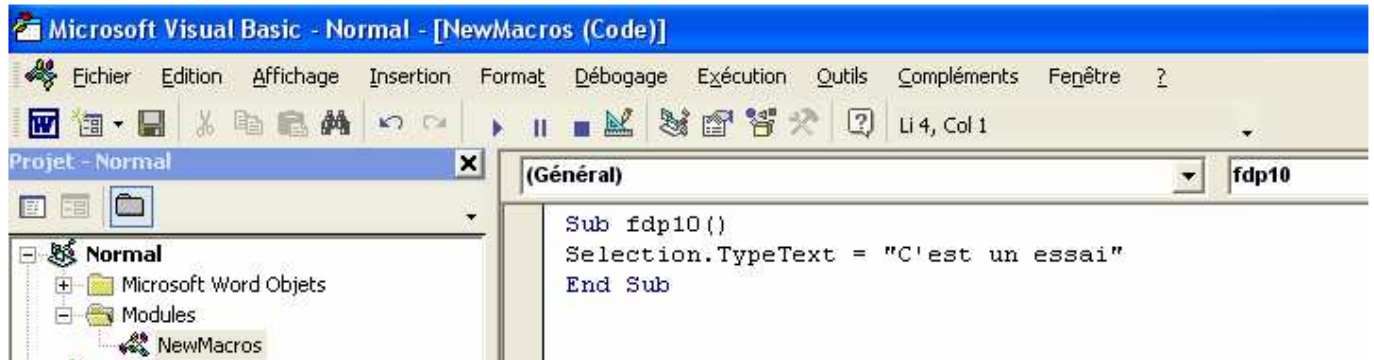 Microsoft Visual Basic - Normal - [NewMacros (Code)]
Fichier Edition Affichage Insertion Format Débogage Exécution Outils Compléments Fenêtre ?
Li 4, Col 1
Projet - Normal
(Général) fdp10
Sub fdp10()
Selection.TypeText = "C'est un essai"
End Sub
Normal
Microsoft Word Objets
Modules
NewMacros